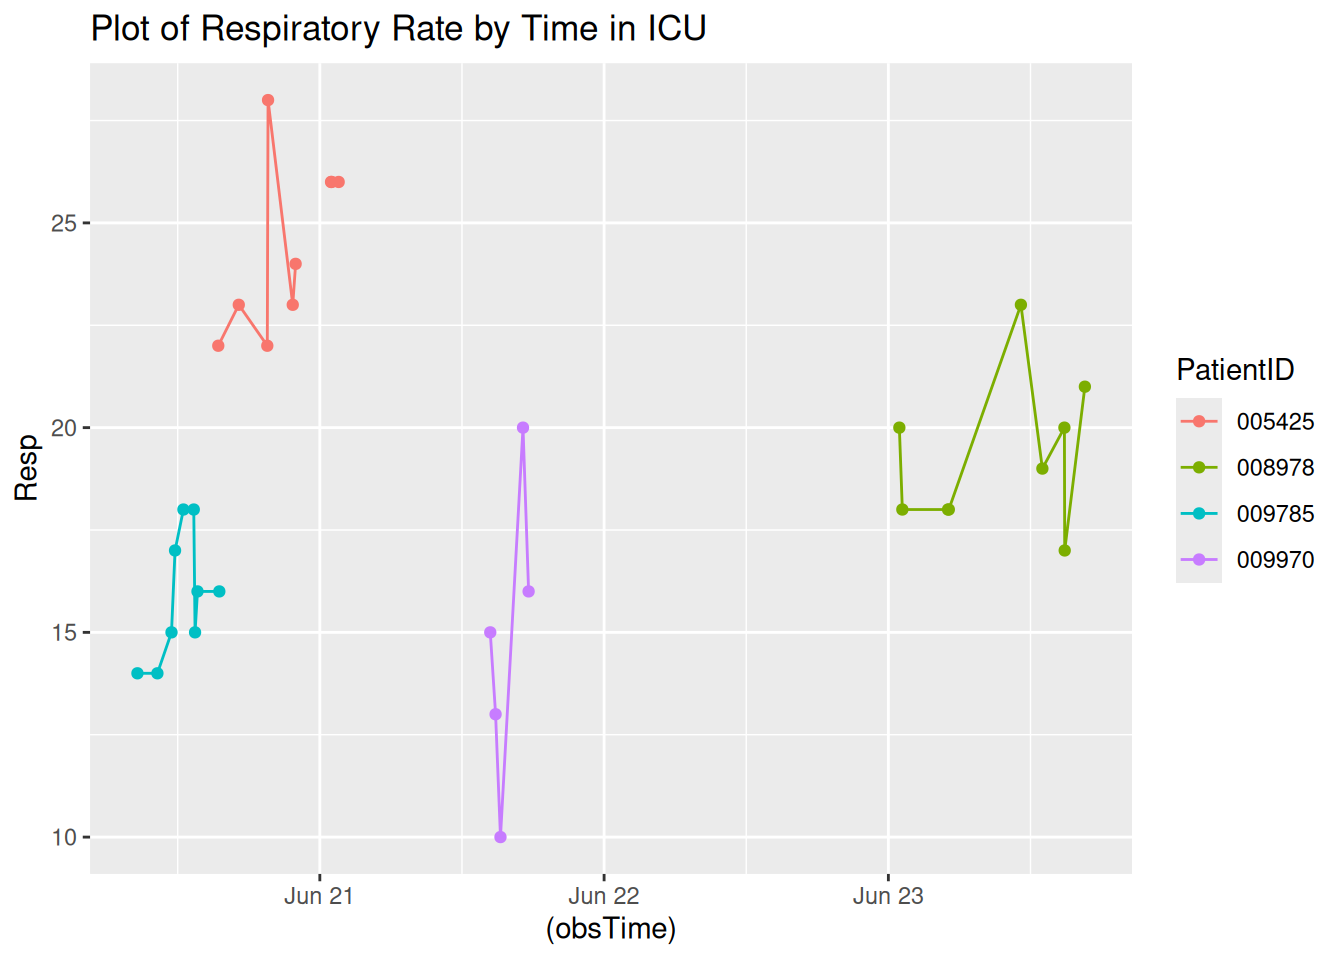 Plot of Respiratory Rate by Time in ICU
25
20
15
10
Resp
Jun 21
Jun 22
Jun 23
(obsTime)
PatientID
005425
008978
009785
009970